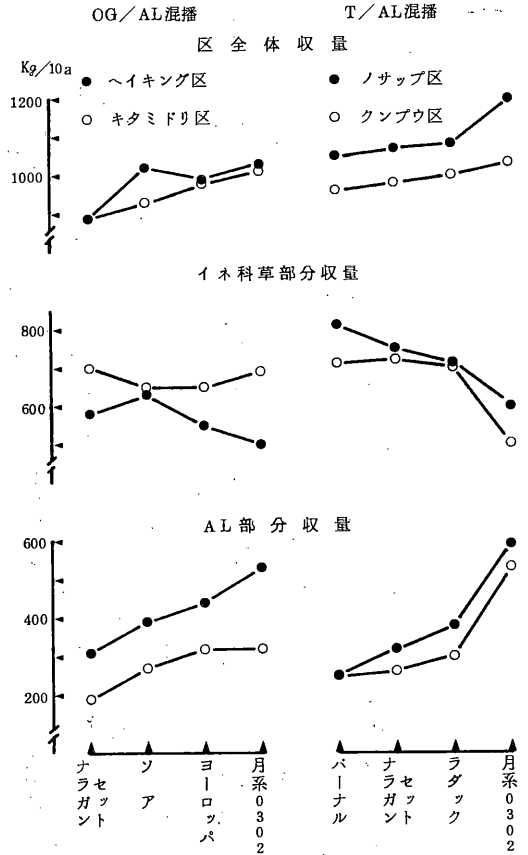 OG/AL混播
T/AL混播
区全体収量
Kg/10a
● ヘイキング区
○ キタミドリ区
● ノサップ区
○ クンプウ区
1200
1000
イネ科草部分収量
800
600
AL部分収量
600
400
200
ナラガンセット
ソア
ヨーロッパ
月系0302
バーナル
ナラガンセット
ラダック
月系0302